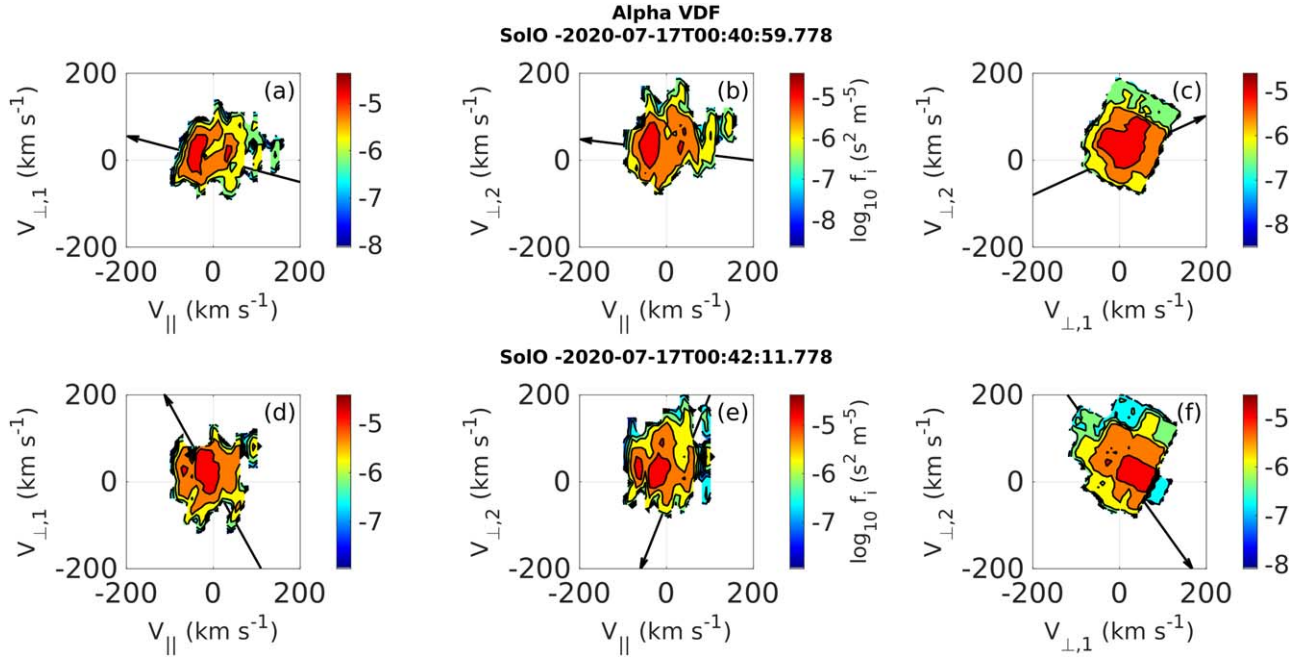 Alpha VDF
SolO -2020-07-17T00:40:59.778
(a)
200
0
-200
V⊥,1 (km s-1)
-200 0 200
V|| (km s-1)
-5
-6
-7
-8
(b)
200
0
-200
V⊥,2 (km s-1)
-200 0 200
V|| (km s-1)
-5
-6
-7
-8
log10 fi (s2 m-5)
(c)
200
0
-200
V⊥,2 (km s-1)
-200 0 200
V⊥,1 (km s-1)
-5
-6
-7
-8
SolO -2020-07-17T00:42:11.778
(d)
200
0
-200
V⊥,1 (km s-1)
-200 0 200
V|| (km s-1)
-5
-6
-7
(e)
200
0
-200
V⊥,2 (km s-1)
-200 0 200
V|| (km s-1)
-5
-6
-7
log10 fi (s2 m-5)
(f)
200
0
-200
V⊥,2 (km s-1)
-200 0 200
V⊥,1 (km s-1)
-5
-6
-7
-8